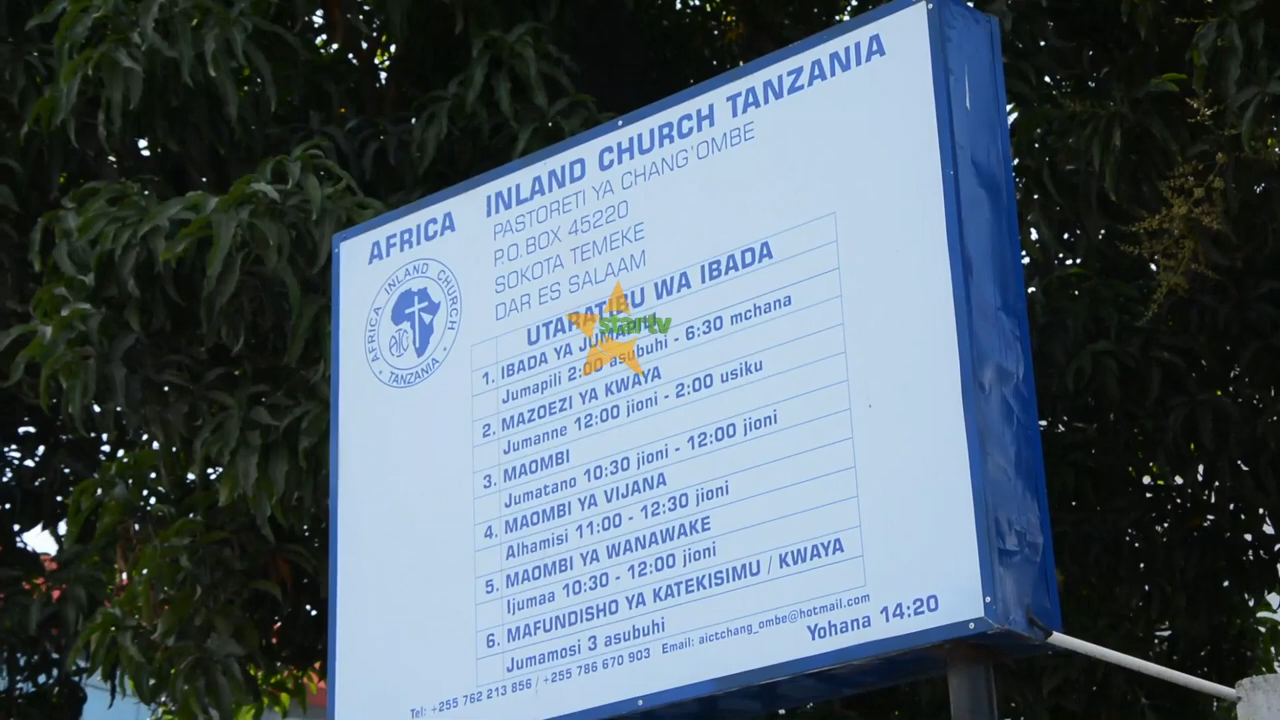 AFRICA INLAND CHURCH TANZANIA
PASTORETI YA CHANG'OMBE
P.O.BOX 45220
SOKOTA TEMEKE
DAR ES SALAAM
AFRICA INLAND CHURCH
AIC
• TANZANIA •
UTARATIBU WA IBADA
startv
1. IBADA YA JUMAPILI
Jumapili 2:00 asubuhi - 6:30 mchana
2. MAZOEZI YA KWAYA
Jumanne 12:00 jioni - 2:00 usiku
3. MAOMBI
Jumatano 10:30 jioni - 12:00 jioni
4. MAOMBI YA VIJANA
Alhamisi 11:00 - 12:30 jioni
5. MAOMBI YA WANAWAKE
Ijumaa 10:30 - 12:00 jioni
6. MAFUNDISHO YA KATEKISIMU / KWAYA
Jumamosi 3 asubuhi
Tel: +255 762 213 856 / +255 786 670 903 Email: aictchang_ombe@hotmail.com
Yohana 14:20